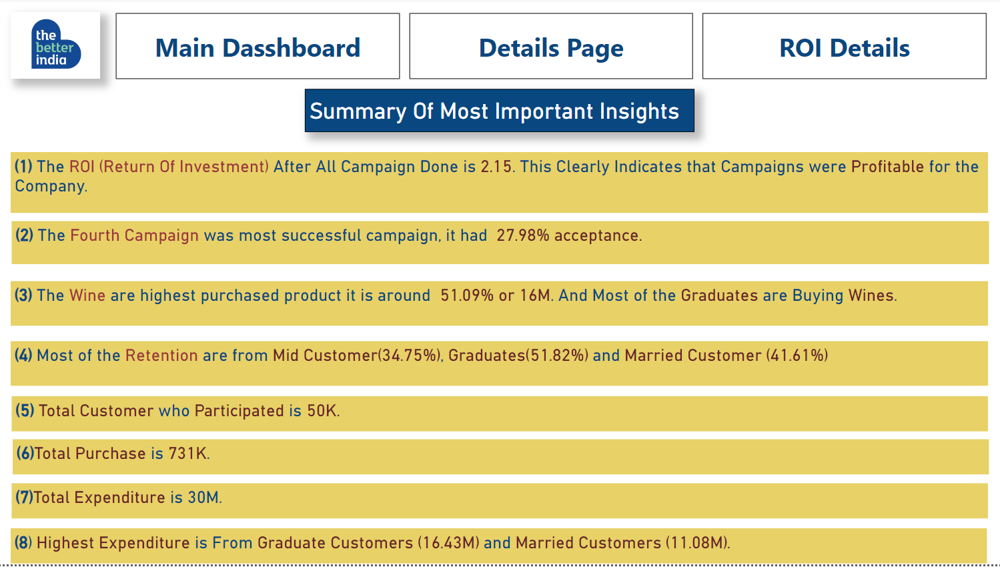 the
better
india
Main Dasshboard
Details Page
ROI Details
Summary Of Most Important Insights
(1) The ROI (Return Of Investment) After All Campaign Done is 2.15. This Clearly Indicates that Campaigns were Profitable for the
Company.
(2) The Fourth Campaign was most successful campaign, it had 27.98% acceptance.
(3) The Wine are highest purchased product it is around 51.09% or 16M. And Most of the Graduates are Buying Wines.
(4) Most of the Retention are from Mid Customer(34.75%), Graduates(51.82%) and Married Customer (41.61%)
(5) Total Customer who Participated is 50K.
(6)Total Purchase is 731K.
(7)Total Expenditure is 30M.
(8) Highest Expenditure is From Graduate Customers (16.43M) and Married Customers (11.08M).